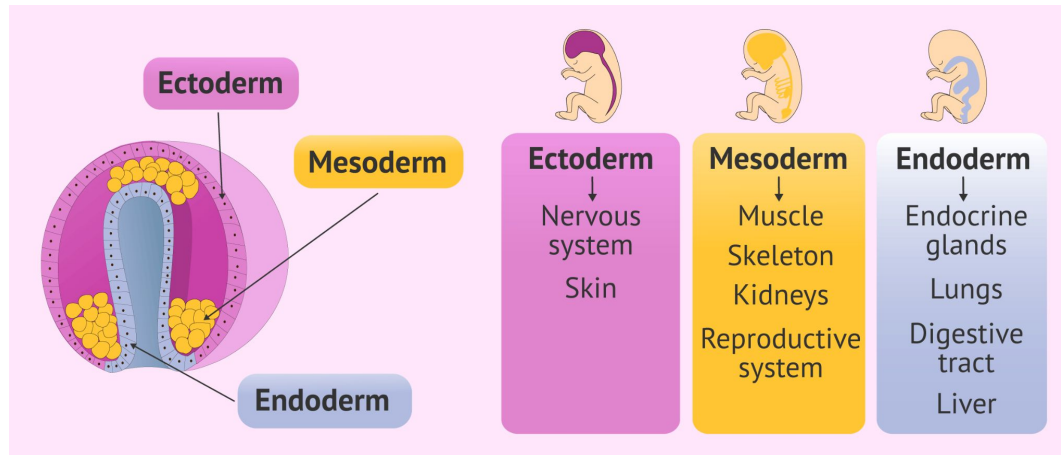 Ectoderm
Mesoderm
Endoderm
Ectoderm
Nervous
system
Skin
Mesoderm
Muscle
Skeleton
Kidneys
Reproductive
system
Endoderm
Endocrine
glands
Lungs
Digestive
tract
Liver